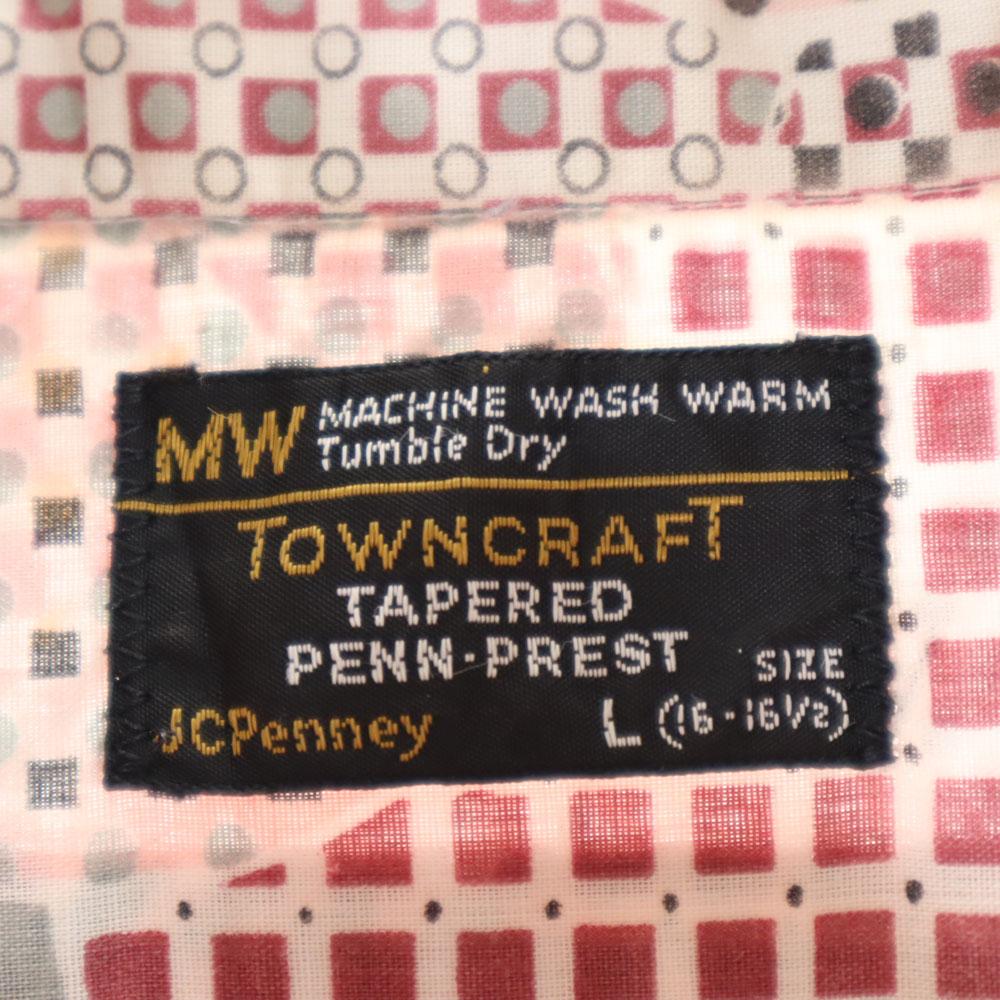 MW MACHINE WASH WARM
Tumble Dry
TOWNCRAFT
TAPERED
PENN·PREST
SIZE
JCPenney L (16-16½)